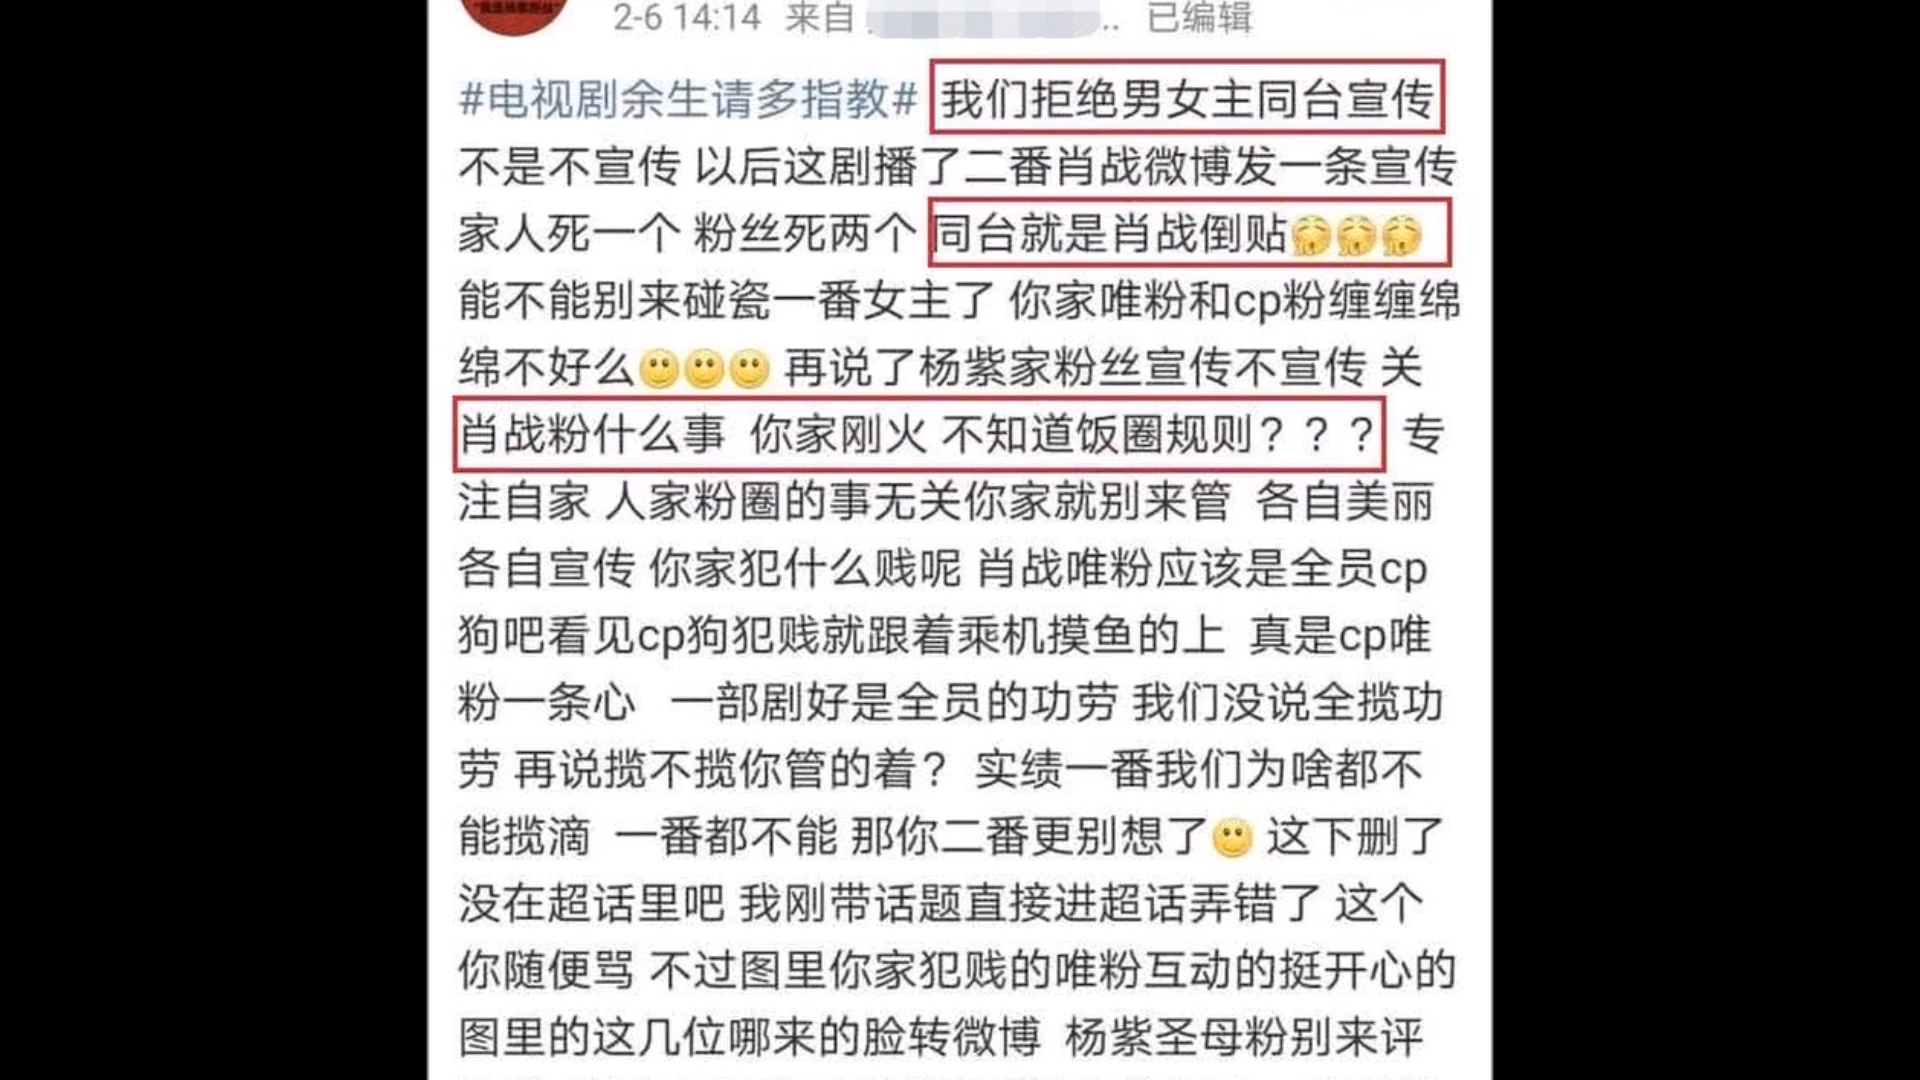 2-6 14:14 来自 .. 已编辑
#电视剧余生请多指教# 我们拒绝男女主同台宣传
不是不宣传 以后这剧播了二番肖战微博发一条宣传
家人死一个 粉丝死两个 同台就是肖战倒贴
能不能别来碰瓷一番女主了 你家唯粉和cp粉缠缠绵
绵不好么 再说了杨紫家粉丝宣传不宣传 关
肖战粉什么事 你家刚火 不知道饭圈规则？？？ 专
注自家 人家粉圈的事无关你家就别来管 各自美丽
各自宣传 你家犯什么贱呢 肖战唯粉应该是全员cp
狗吧看见cp狗犯贱就跟着乘机摸鱼的上 真是cp唯
粉一条心 一部剧好是全员的功劳 我们没说全揽功
劳 再说揽不揽你管的着？ 实绩一番我们为啥都不
能揽滴 一番都不能 那你二番更别想了 这下删了
没在超话里吧 我刚带话题直接进超话弄错了 这个
你随便骂 不过图里你家犯贱的唯粉互动的挺开心的
图里的这几位哪来的脸转微博 杨紫圣母粉别来评